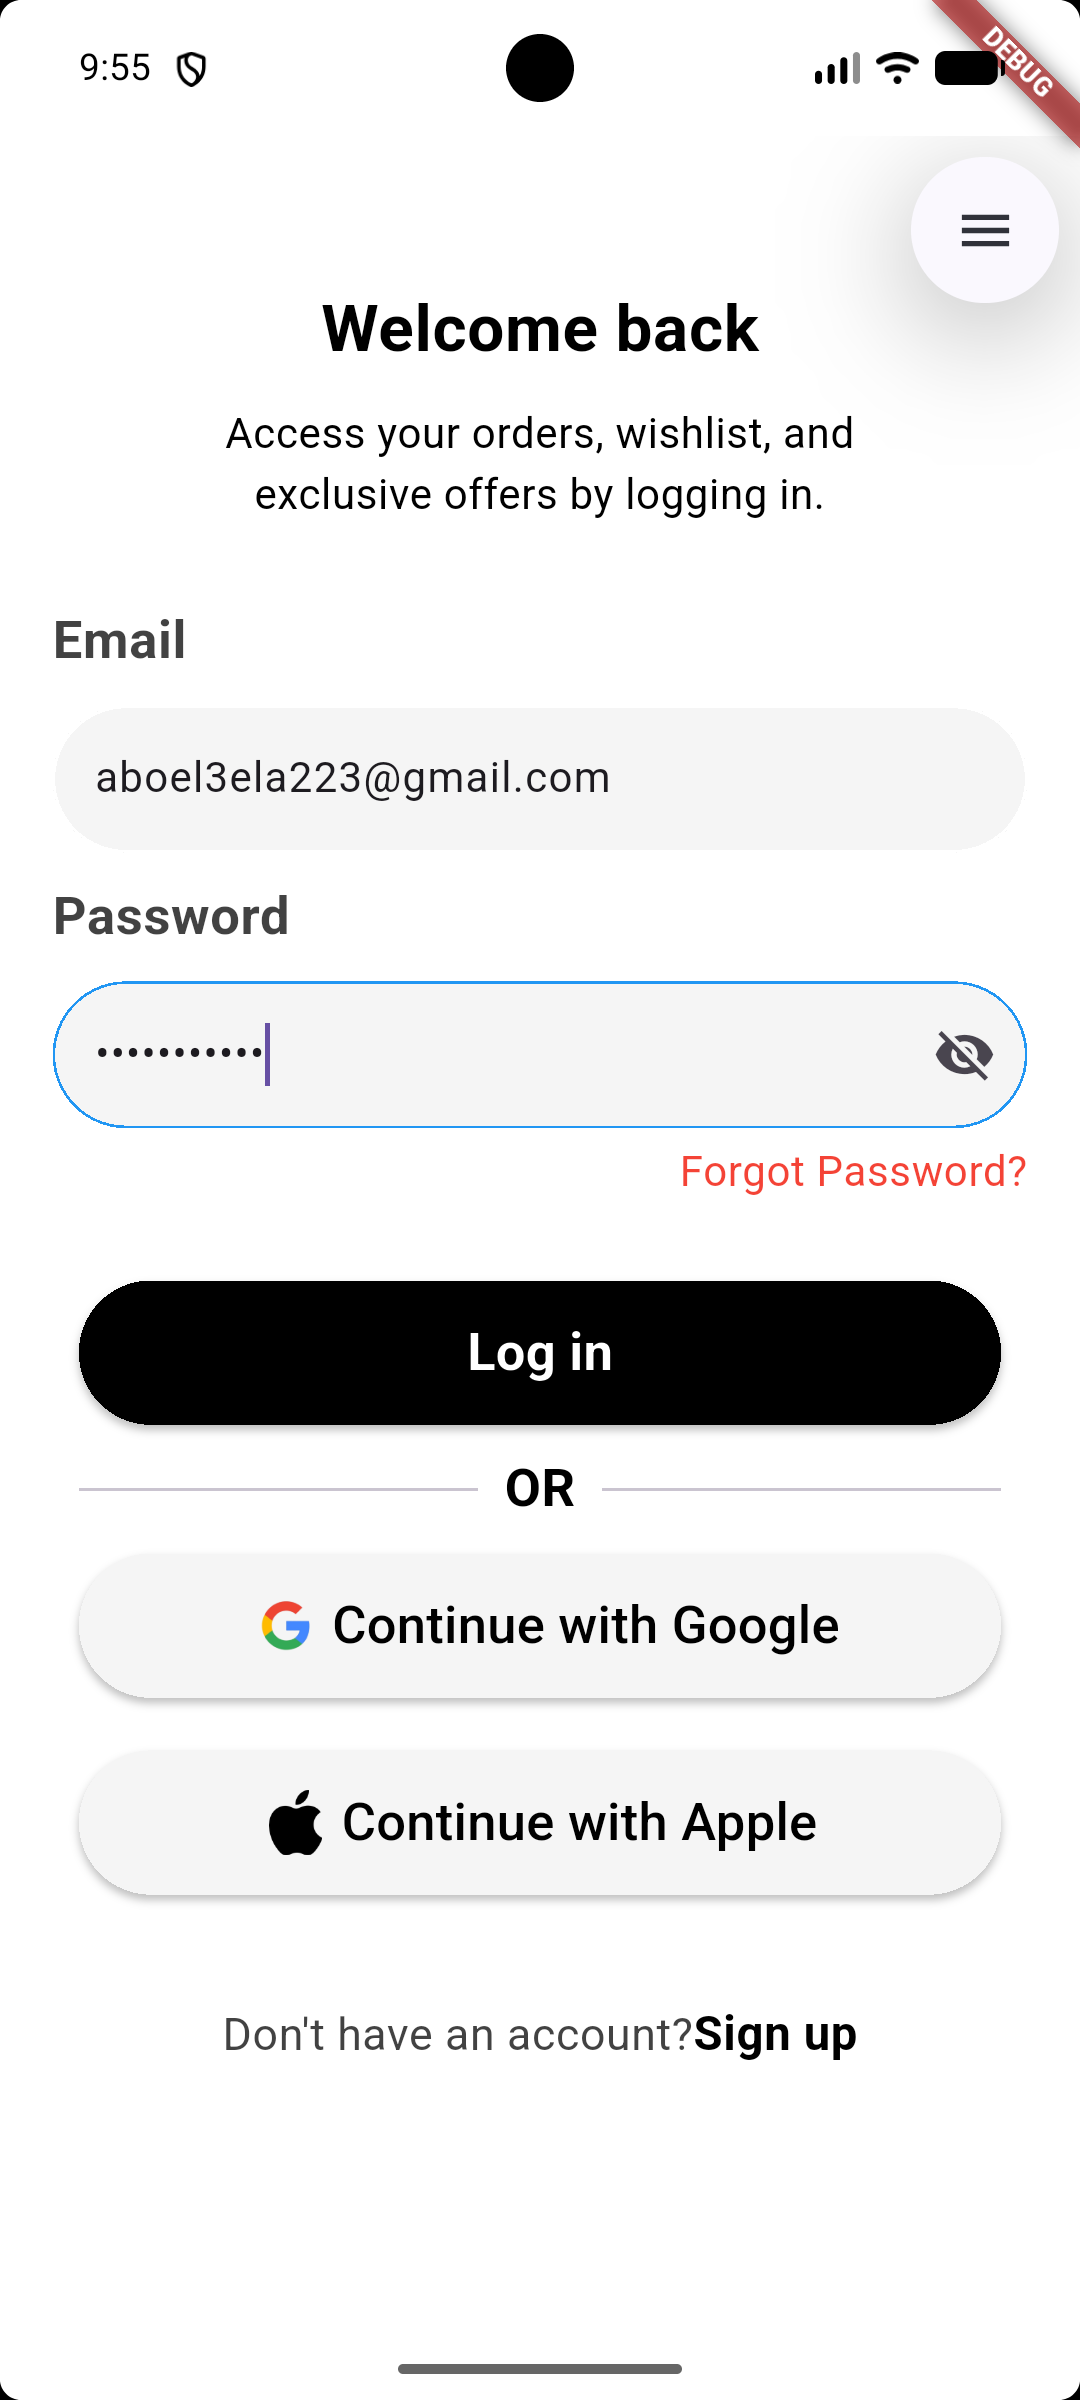 9:55
DEBUG
Welcome back
Access your orders, wishlist, and
exclusive offers by logging in.
Email
aboel3ela223@gmail.com
Password
•••••••••••
Forgot Password?
Log in
OR
Continue with Google
Continue with Apple
Don't have an account?Sign up